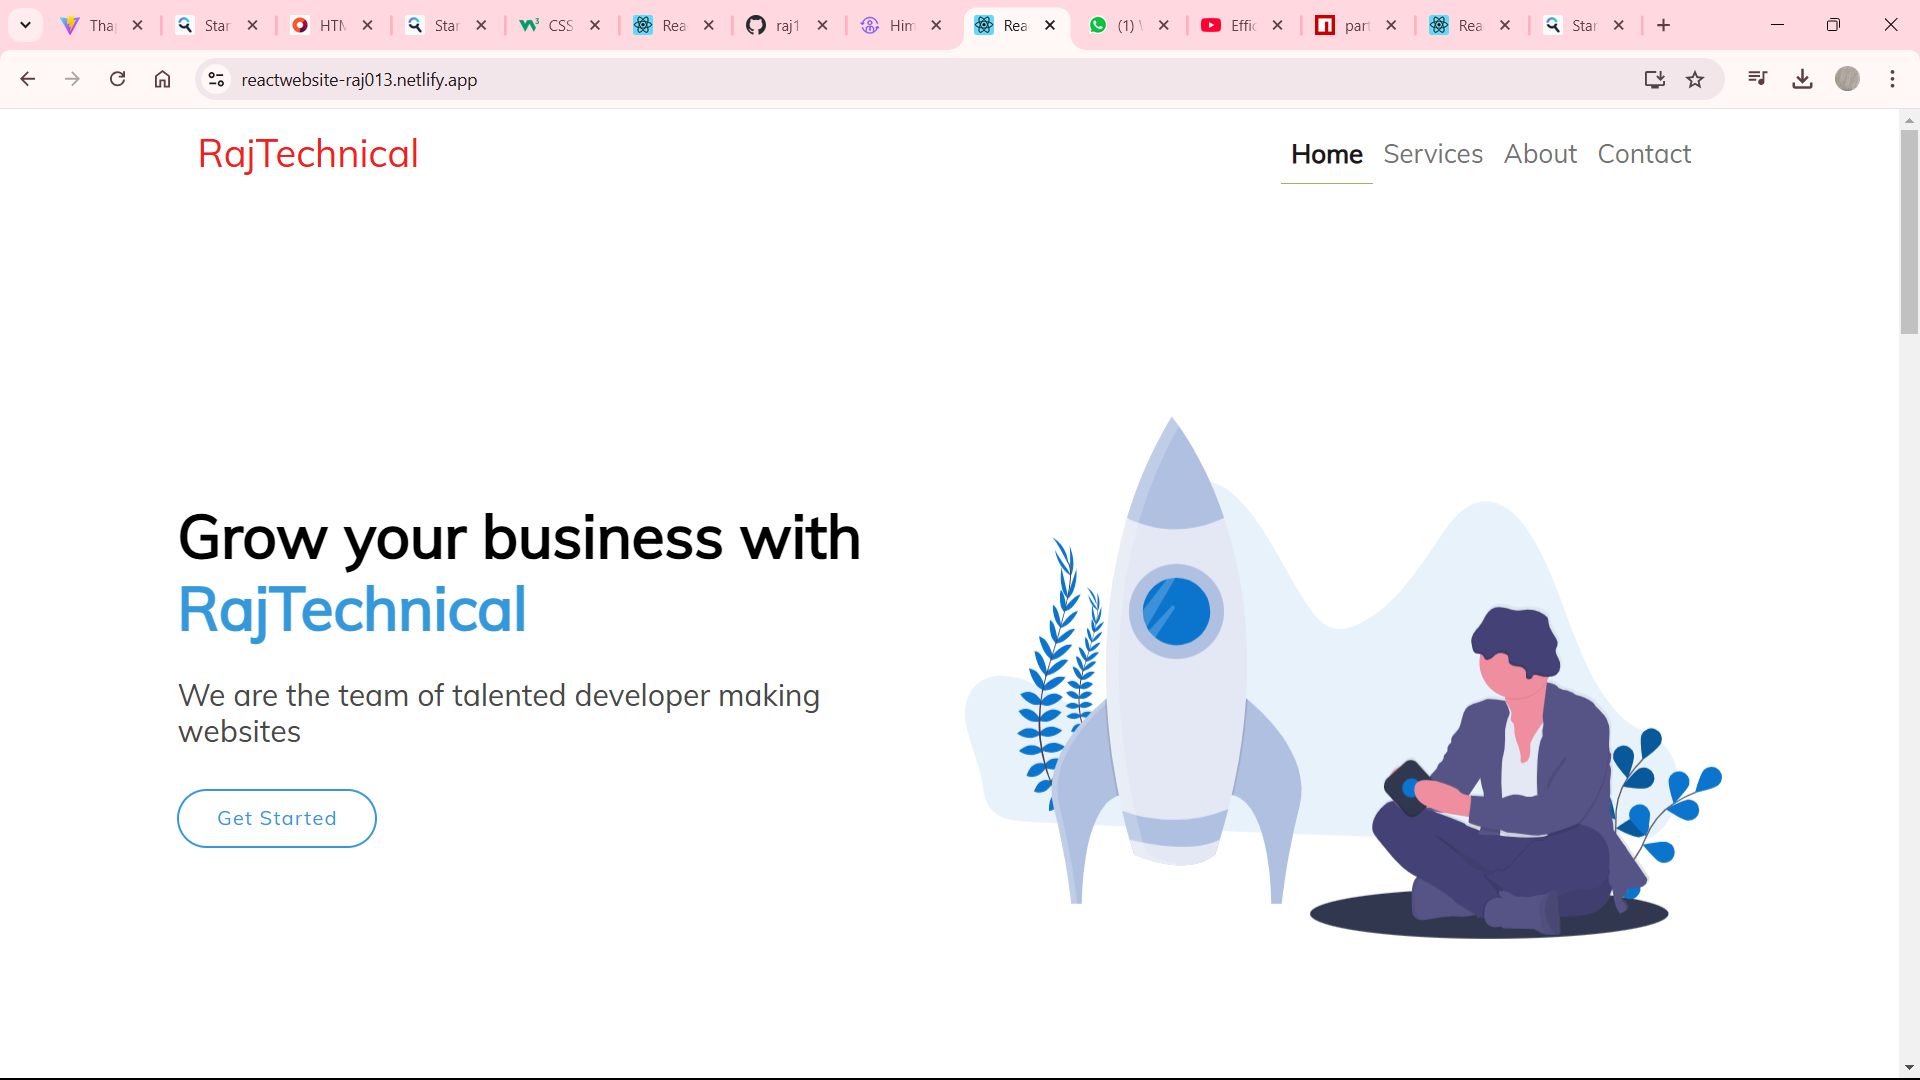 Tha
Star
HTM
Star
CSS
Rea
raj1
Him
Rea
(1)
Effic
part
Rea
Star
reactwebsite-raj013.netlify.app
RajTechnical
Home Services About Contact
Grow your business with
RajTechnical
We are the team of talented developer making
websites
Get Started